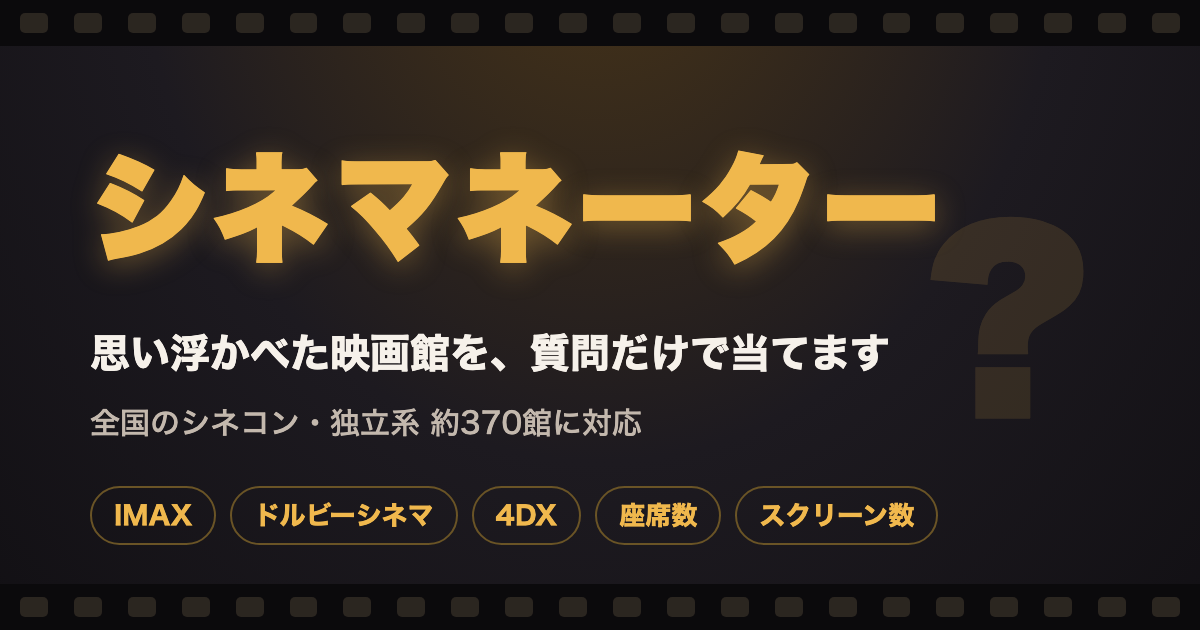 シネマネーター
?
思い浮かべた映画館を、質問だけで当てます
全国のシネコン・独立系 約370館に対応
IMAX ドルビーシネマ 4DX 座席数 スクリーン数